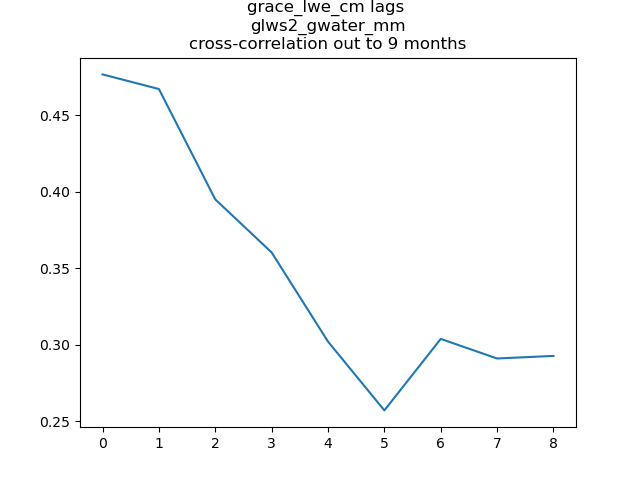 grace_lwe_cm lags
glws2_gwater_mm
cross-correlation out to 9 months
0.45
0.40
0.35
0.30
0.25
0 1 2 3 4 5 6 7 8